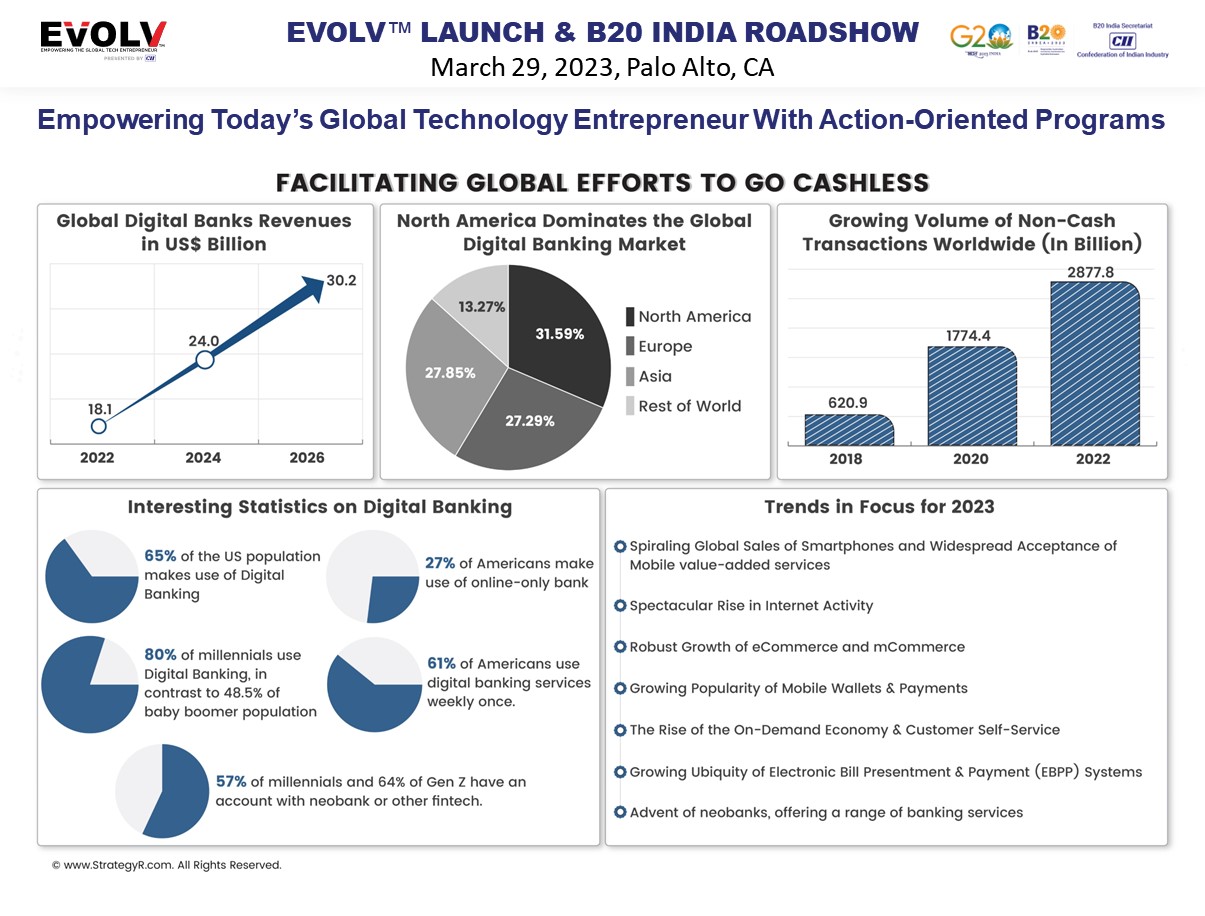 EVOLV™
EMPOWERING THE GLOBAL TECH ENTREPRENEUR
PRESENTED BY CII
EVOLV™ LAUNCH & B20 INDIA ROADSHOW
March 29, 2023, Palo Alto, CA
G20
B20
B20 India Secretariat
CII
Confederation of Indian Industry
Empowering Today's Global Technology Entrepreneur With Action-Oriented Programs
FACILITATING GLOBAL EFFORTS TO GO CASHLESS
Global Digital Banks Revenues
in US$ Billion
30.2
24.0
18.1
2022 2024 2026
North America Dominates the Global
Digital Banking Market
13.27%
31.59%
27.85%
27.29%
North America
Europe
Asia
Rest of World
Growing Volume of Non-Cash
Transactions Worldwide (In Billion)
2877.8
1774.4
620.9
2018 2020 2022
Interesting Statistics on Digital Banking
65% of the US population
makes use of Digital
Banking
27% of Americans make
use of online-only bank
80% of millennials use
Digital Banking, in
contrast to 48.5% of
baby boomer population
61% of Americans use
digital banking services
weekly once.
57% of millennials and 64% of Gen Z have an
account with neobank or other fintech.
Trends in Focus for 2023
Spiraling Global Sales of Smartphones and Widespread Acceptance of
Mobile value-added services
Spectacular Rise in Internet Activity
Robust Growth of eCommerce and mCommerce
Growing Popularity of Mobile Wallets & Payments
The Rise of the On-Demand Economy & Customer Self-Service
Growing Ubiquity of Electronic Bill Presentment & Payment (EBPP) Systems
Advent of neobanks, offering a range of banking services
© www.StrategyR.com. All Rights Reserved.